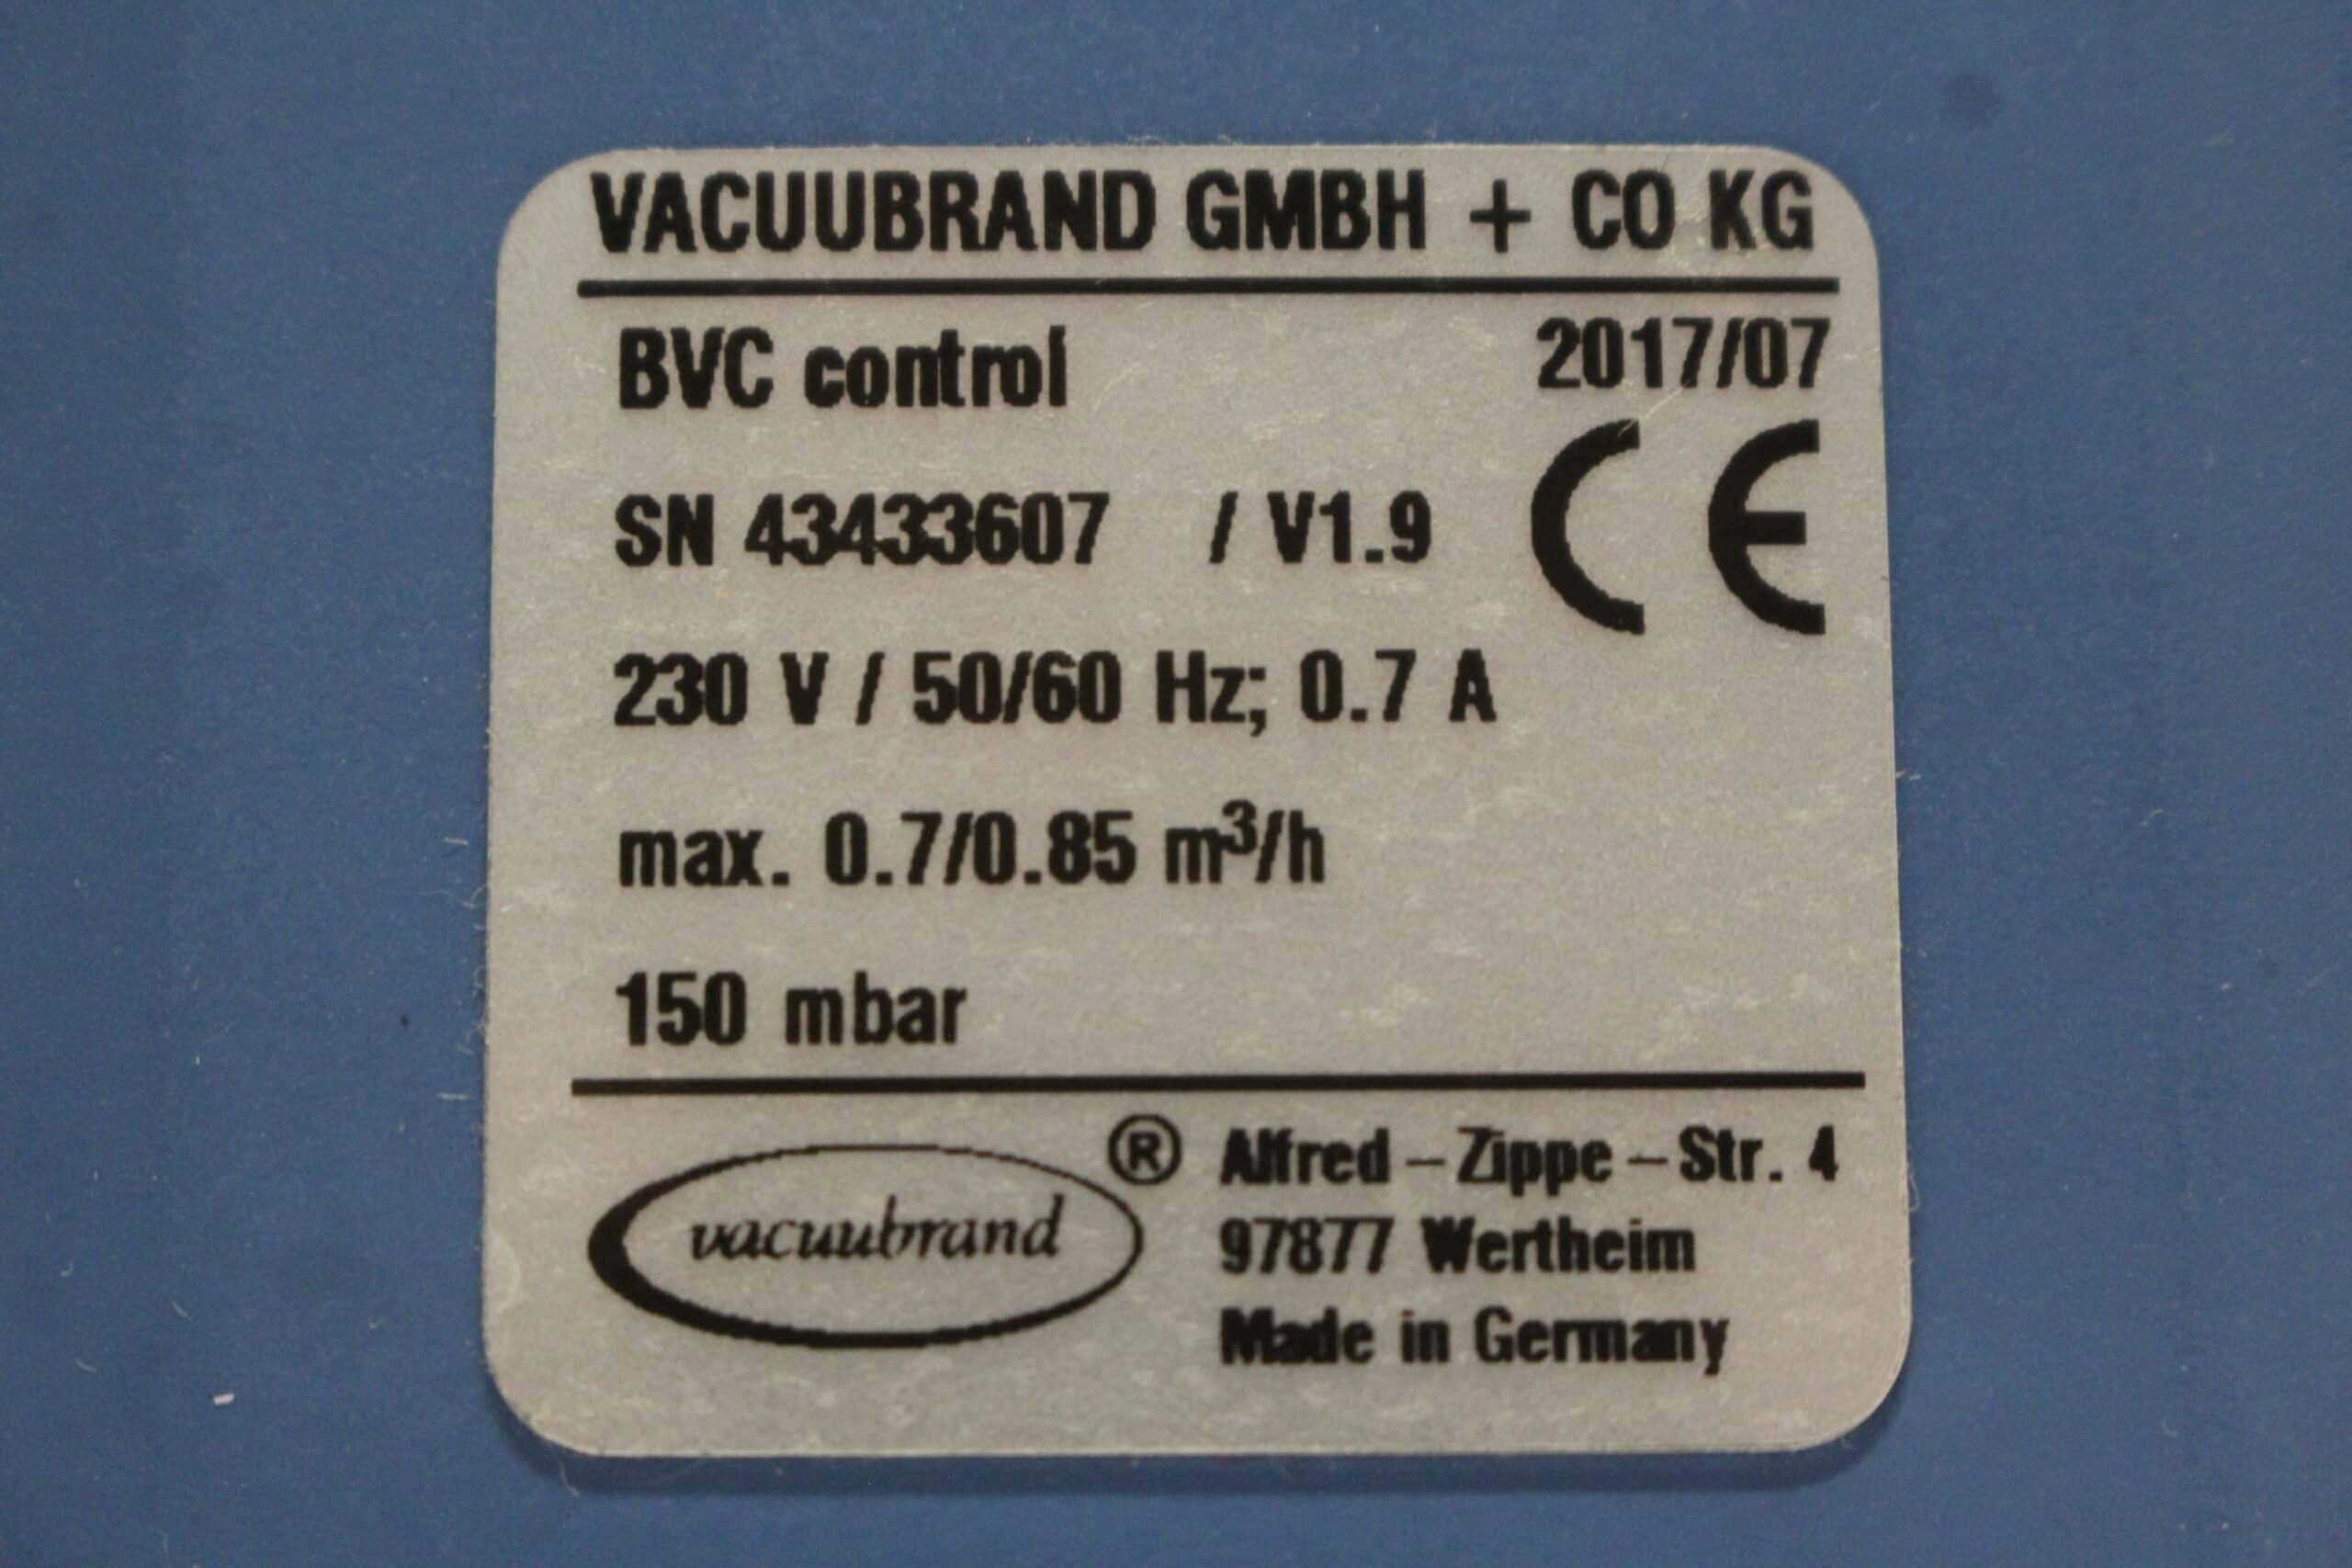 VACUUBRAND GMBH + CO KG
BVC control 2017/07
CE
SN 43433607 / V1.9
230 V / 50/60 Hz; 0.7 A
max. 0.7/0.85 m³/h
150 mbar
vacuubrand ®
Alfred – Zippe – Str. 4
97877 Wertheim
Made in Germany